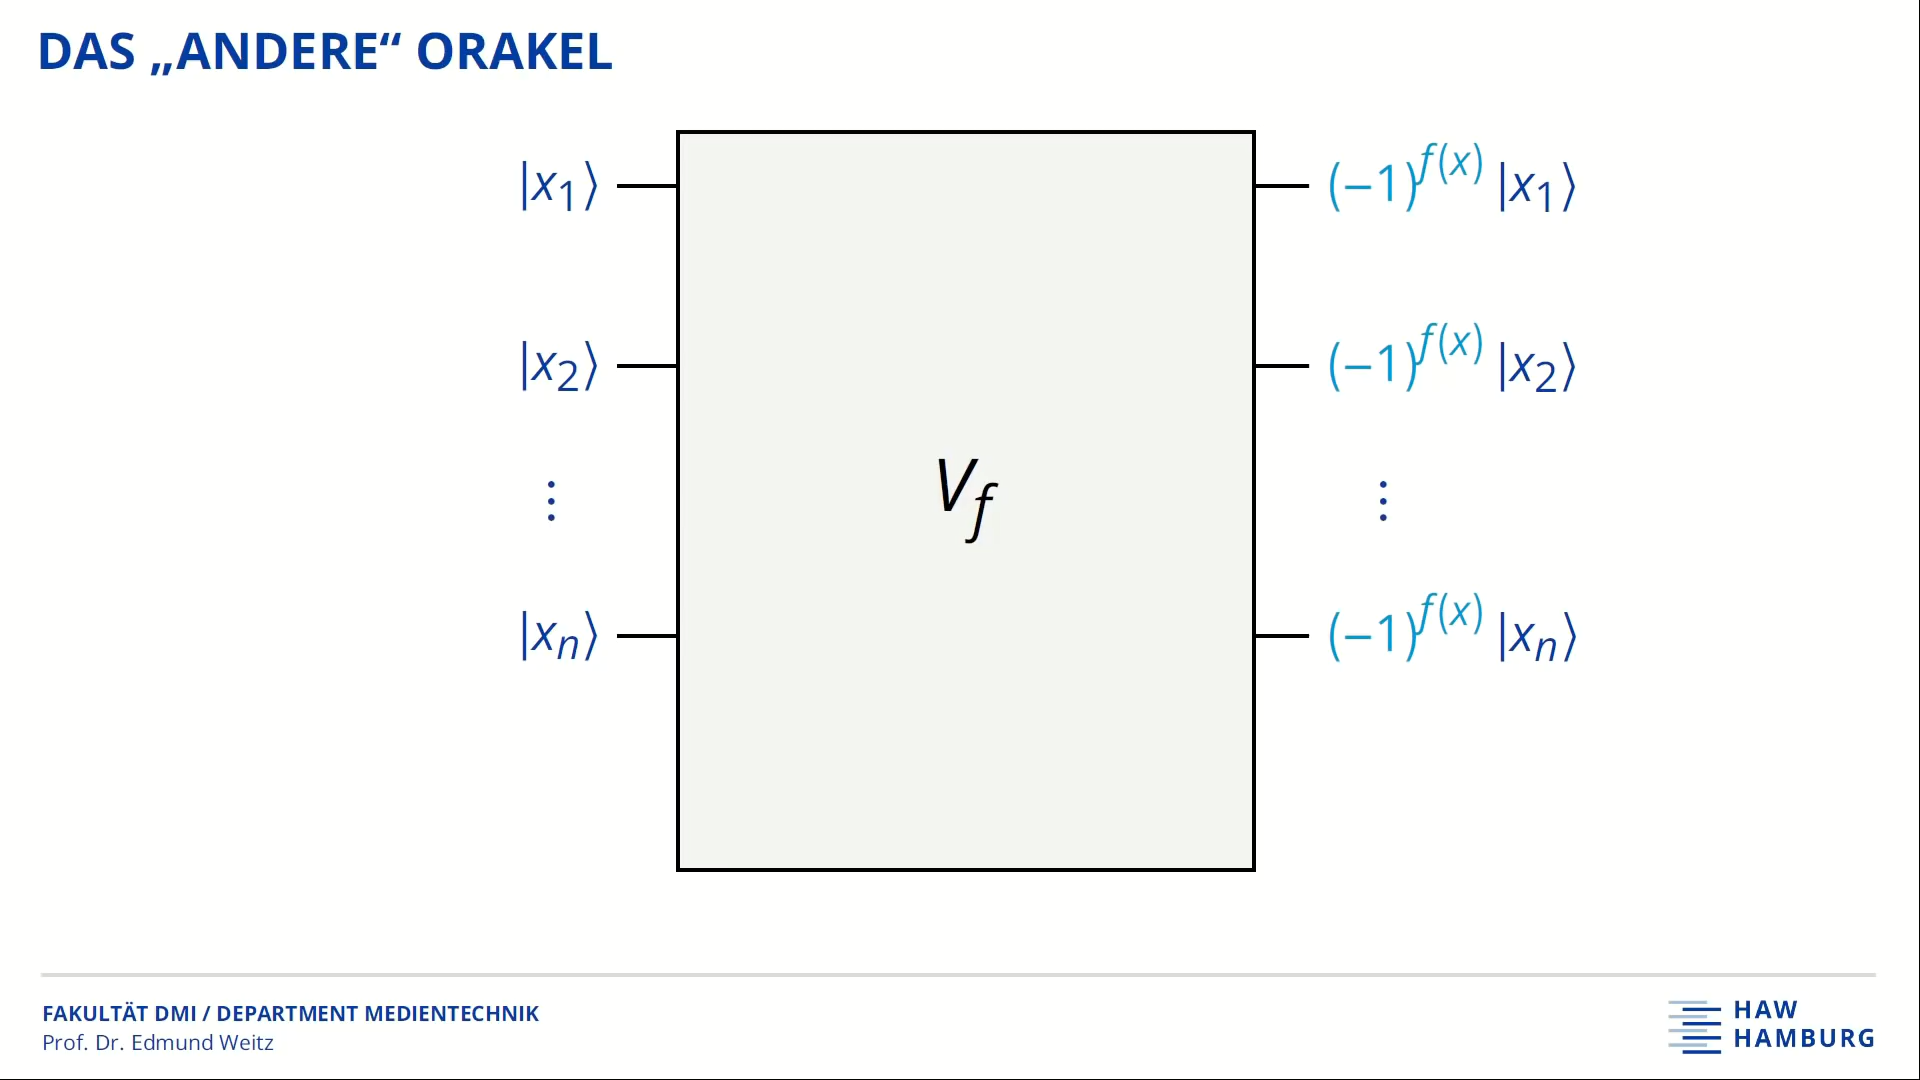 DAS „ANDERE“ ORAKEL
|x₁⟩ (−1)^f(x) |x₁⟩
|x₂⟩ (−1)^f(x) |x₂⟩
⋮ V_f ⋮
|xₙ⟩ (−1)^f(x) |xₙ⟩
FAKULTÄT DMI / DEPARTMENT MEDIENTECHNIK
Prof. Dr. Edmund Weitz
HAW
HAMBURG